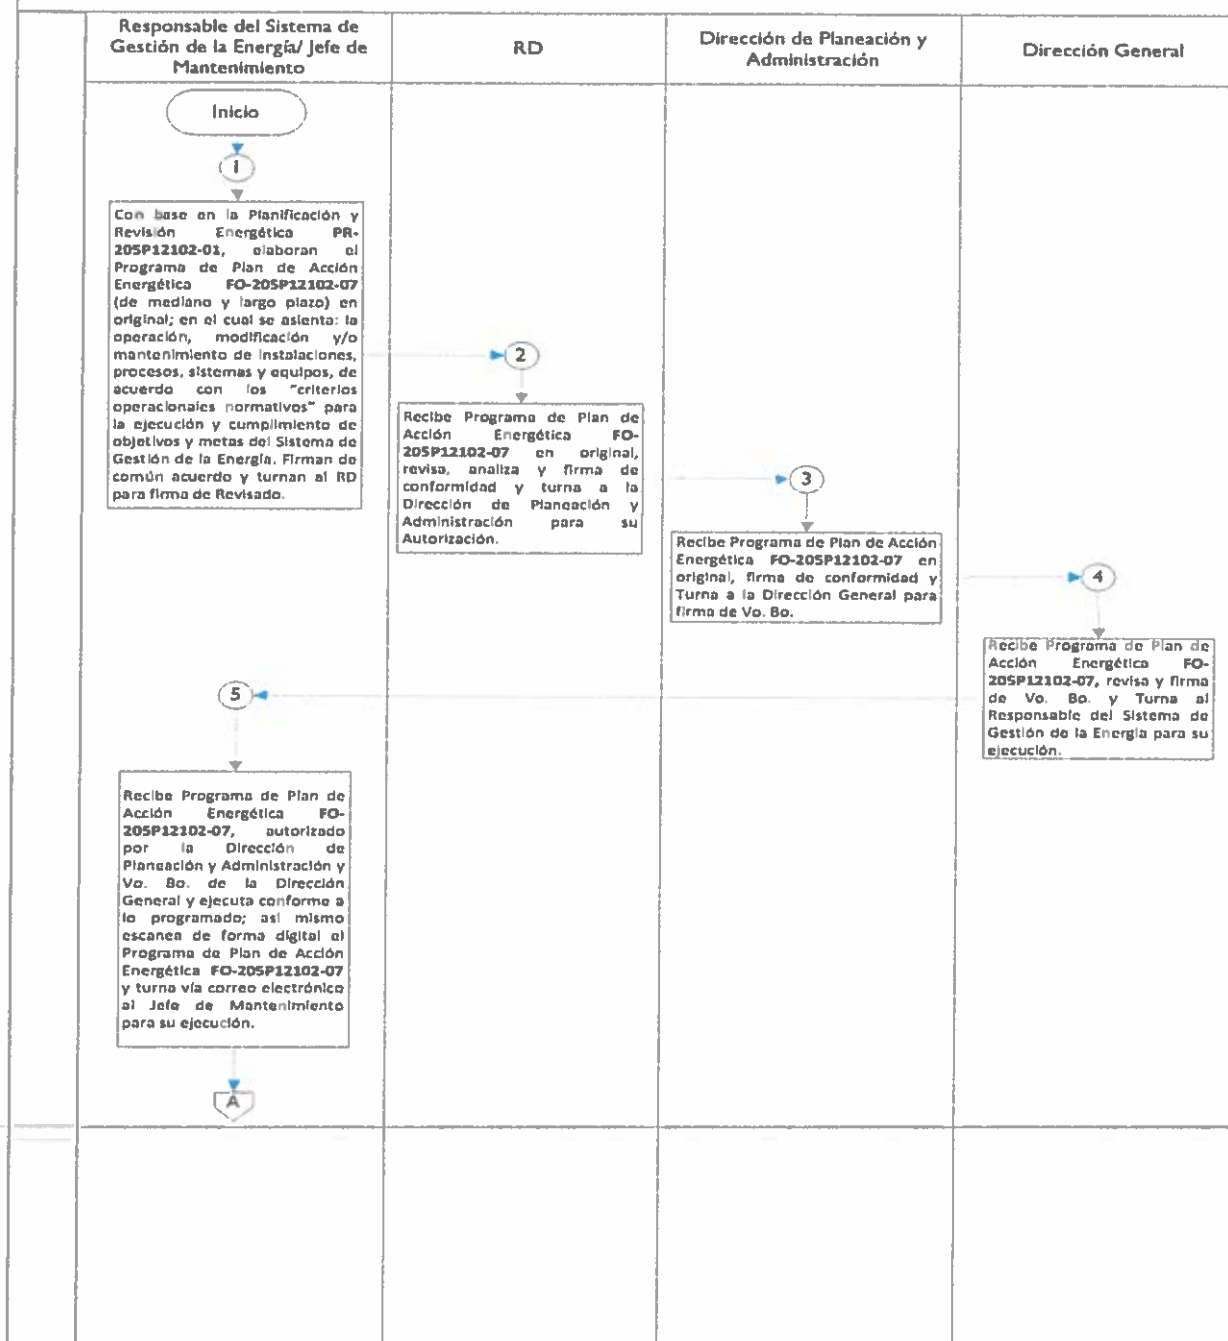 Responsable del Sistema de
Gestión de la Energía/ Jefe de
Mantenimiento
RD
Dirección de Planeación y
Administración
Dirección General
Inicio
1
Con base en la Planificación y
Revisión Energética PR-
205P12102-01, elaboran el
Programa de Plan de Acción
Energética FO-205P12102-07
(de mediano y largo plazo) en
original; en el cual se asienta: la
operación, modificación y/o
mantenimiento de instalaciones,
procesos, sistemas y equipos, de
acuerdo con los "criterios
operacionales normativos" para
la ejecución y cumplimiento de
objetivos y metas del Sistema de
Gestión de la Energía. Firman de
común acuerdo y turnan al RD
para firma de Revisado.
2
Recibe Programa de Plan de
Acción Energética FO-
205P12102-07 en original,
revisa, analiza y firma de
conformidad y turna a la
Dirección de Planeación y
Administración para su
Autorización.
3
Recibe Programa de Plan de Acción
Energética FO-205P12102-07 en
original, firma de conformidad y
Turna a la Dirección General para
firma de Vo. Bo.
4
Recibe Programa de Plan de
Acción Energética FO-
205P12102-07, revisa y firma
de Vo. Bo. y Turna al
Responsable del Sistema de
Gestión de la Energía para su
ejecución.
5
Recibe Programa de Plan de
Acción Energética FO-
205P12102-07, autorizado
por la Dirección de
Planeación y Administración y
Vo. Bo. de la Dirección
General y ejecuta conforme a
lo programado; así mismo
escanea de forma digital el
Programa de Plan de Acción
Energética FO-205P12102-07
y turna vía correo electrónico
al Jefe de Mantenimiento
para su ejecución.
A